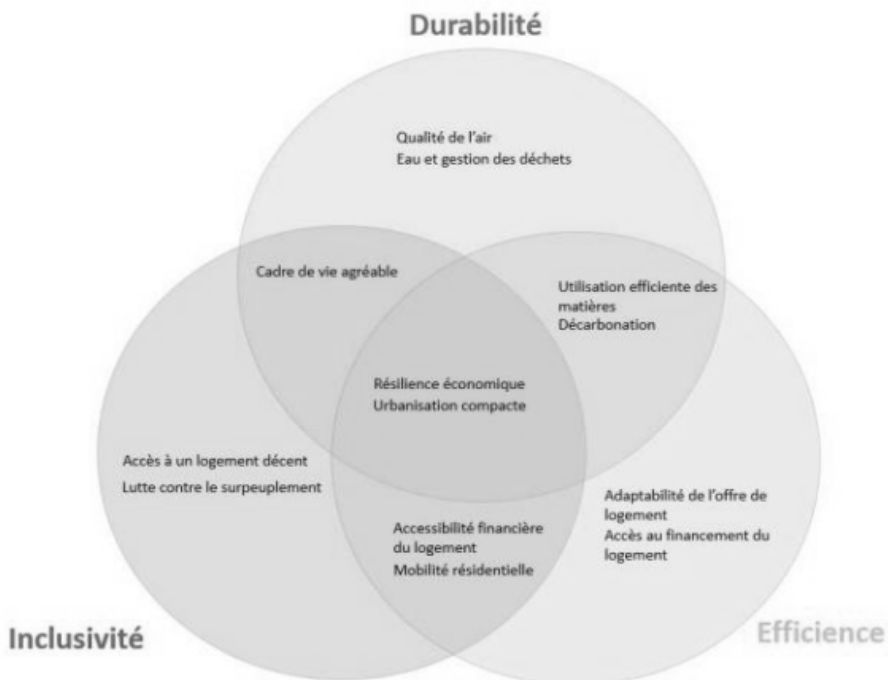 Durabilité
Qualité de l'air
Eau et gestion des déchets
Cadre de vie agréable
Utilisation efficiente des
matières
Décarbonation
Résilience économique
Urbanisation compacte
Accès à un logement décent
Lutte contre le surpeuplement
Adaptabilité de l'offre de
logement
Accès au financement du
logement
Accessibilité financière
du logement
Mobilité résidentielle
Inclusivité
Efficience